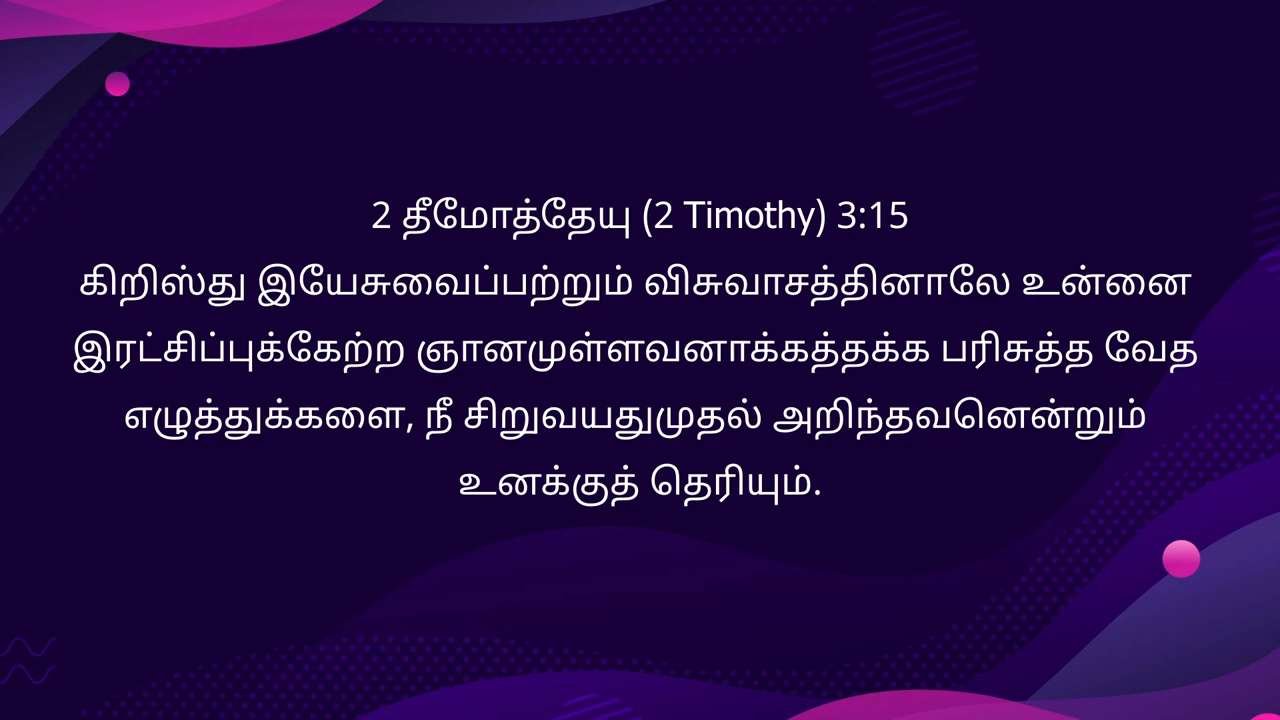 2 தீமோத்தேயு (2 Timothy) 3:15
கிறிஸ்து இயேசுவைப்பற்றும் விசுவாசத்தினாலே உன்னை
இரட்சிப்புக்கேற்ற ஞானமுள்ளவனாக்கத்தக்க பரிசுத்த வேத
எழுத்துக்களை, நீ சிறுவயதுமுதல் அறிந்தவனென்றும்
உனக்குத் தெரியும்.